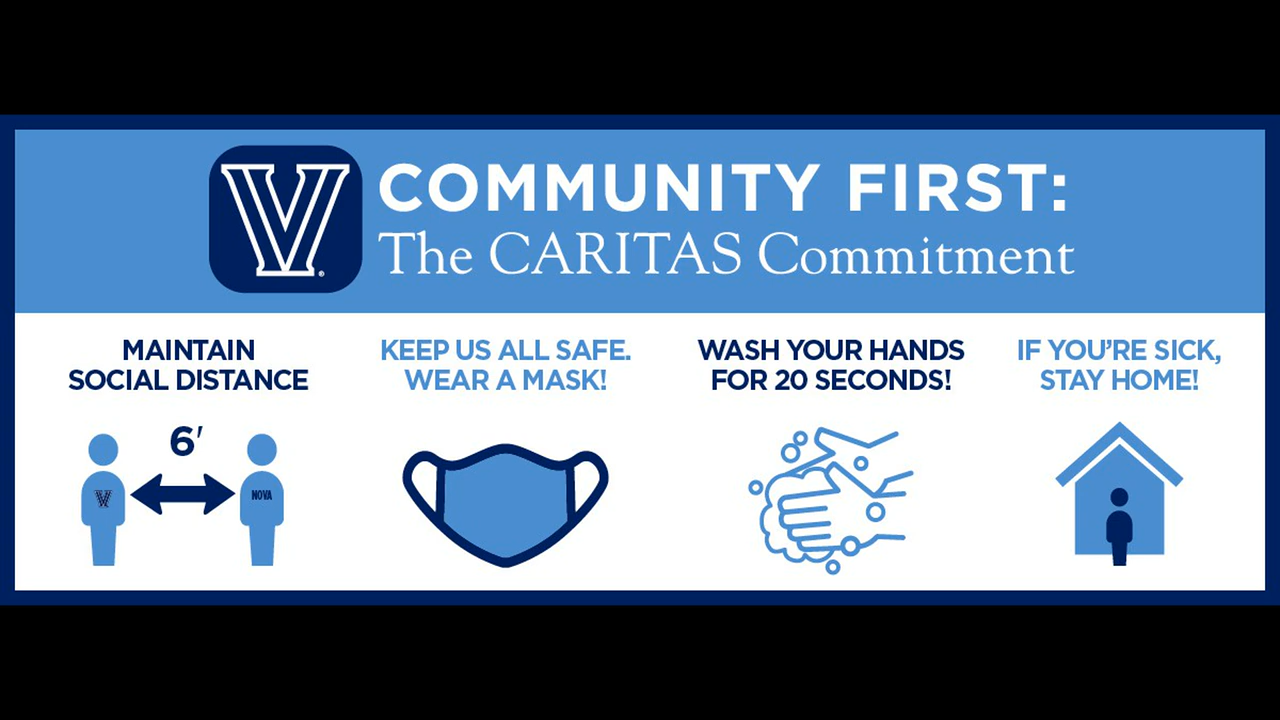 V
COMMUNITY FIRST:
The CARITAS Commitment
MAINTAIN
SOCIAL DISTANCE
6'
V
NOVA
KEEP US ALL SAFE.
WEAR A MASK!
WASH YOUR HANDS
FOR 20 SECONDS!
IF YOU’RE SICK,
STAY HOME!